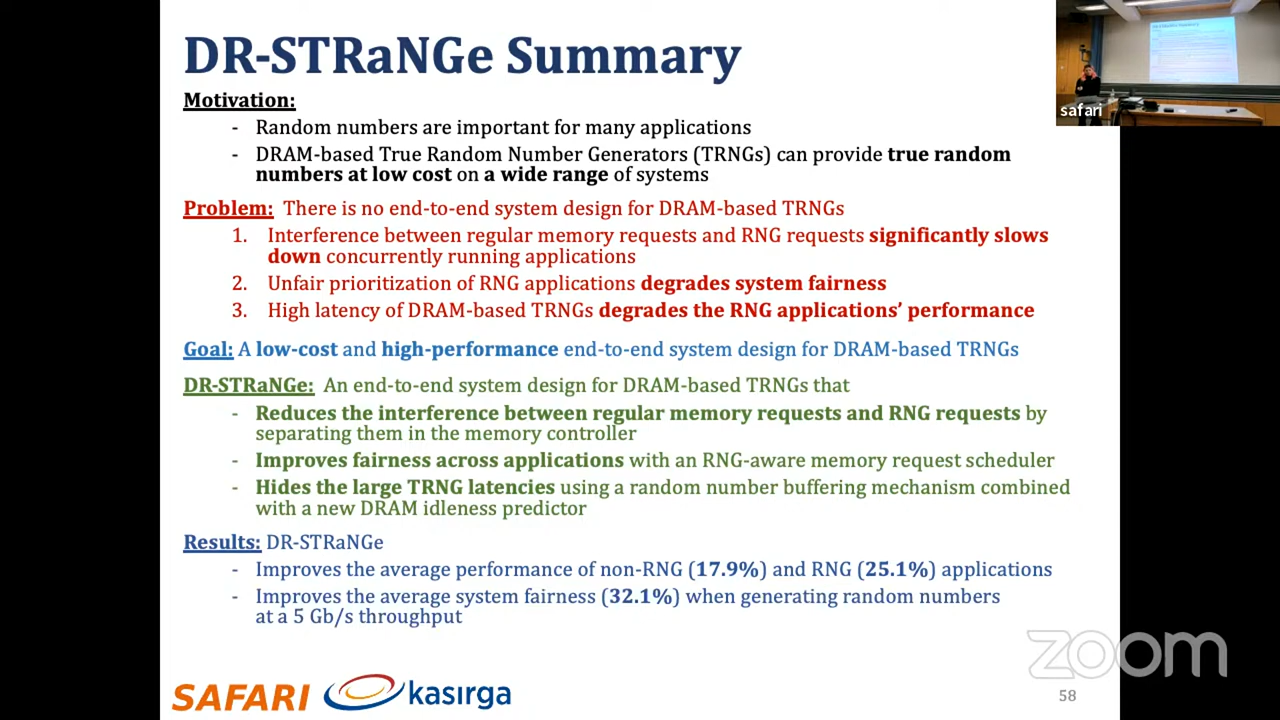 DR-STRaNGe Summary
Motivation:
- Random numbers are important for many applications
- DRAM-based True Random Number Generators (TRNGs) can provide true random
numbers at low cost on a wide range of systems
Problem: There is no end-to-end system design for DRAM-based TRNGs
1. Interference between regular memory requests and RNG requests significantly slows
down concurrently running applications
2. Unfair prioritization of RNG applications degrades system fairness
3. High latency of DRAM-based TRNGs degrades the RNG applications' performance
Goal: A low-cost and high-performance end-to-end system design for DRAM-based TRNGs
DR-STRaNGe: An end-to-end system design for DRAM-based TRNGs that
- Reduces the interference between regular memory requests and RNG requests by
separating them in the memory controller
- Improves fairness across applications with an RNG-aware memory request scheduler
- Hides the large TRNG latencies using a random number buffering mechanism combined
with a new DRAM idleness predictor
Results: DR-STRaNGe
- Improves the average performance of non-RNG (17.9%) and RNG (25.1%) applications
- Improves the average system fairness (32.1%) when generating random numbers
at a 5 Gb/s throughput
SAFARI kasırga
58
zoom
safari